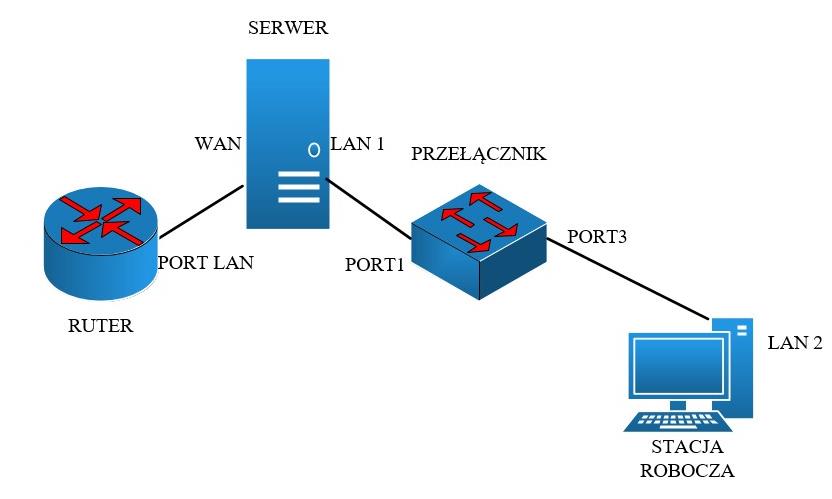 SERWER
WAN
LAN 1
PRZEŁĄCZNIK
PORT LAN
PORT1
PORT3
RUTER
LAN 2
STACJA
ROBOCZA